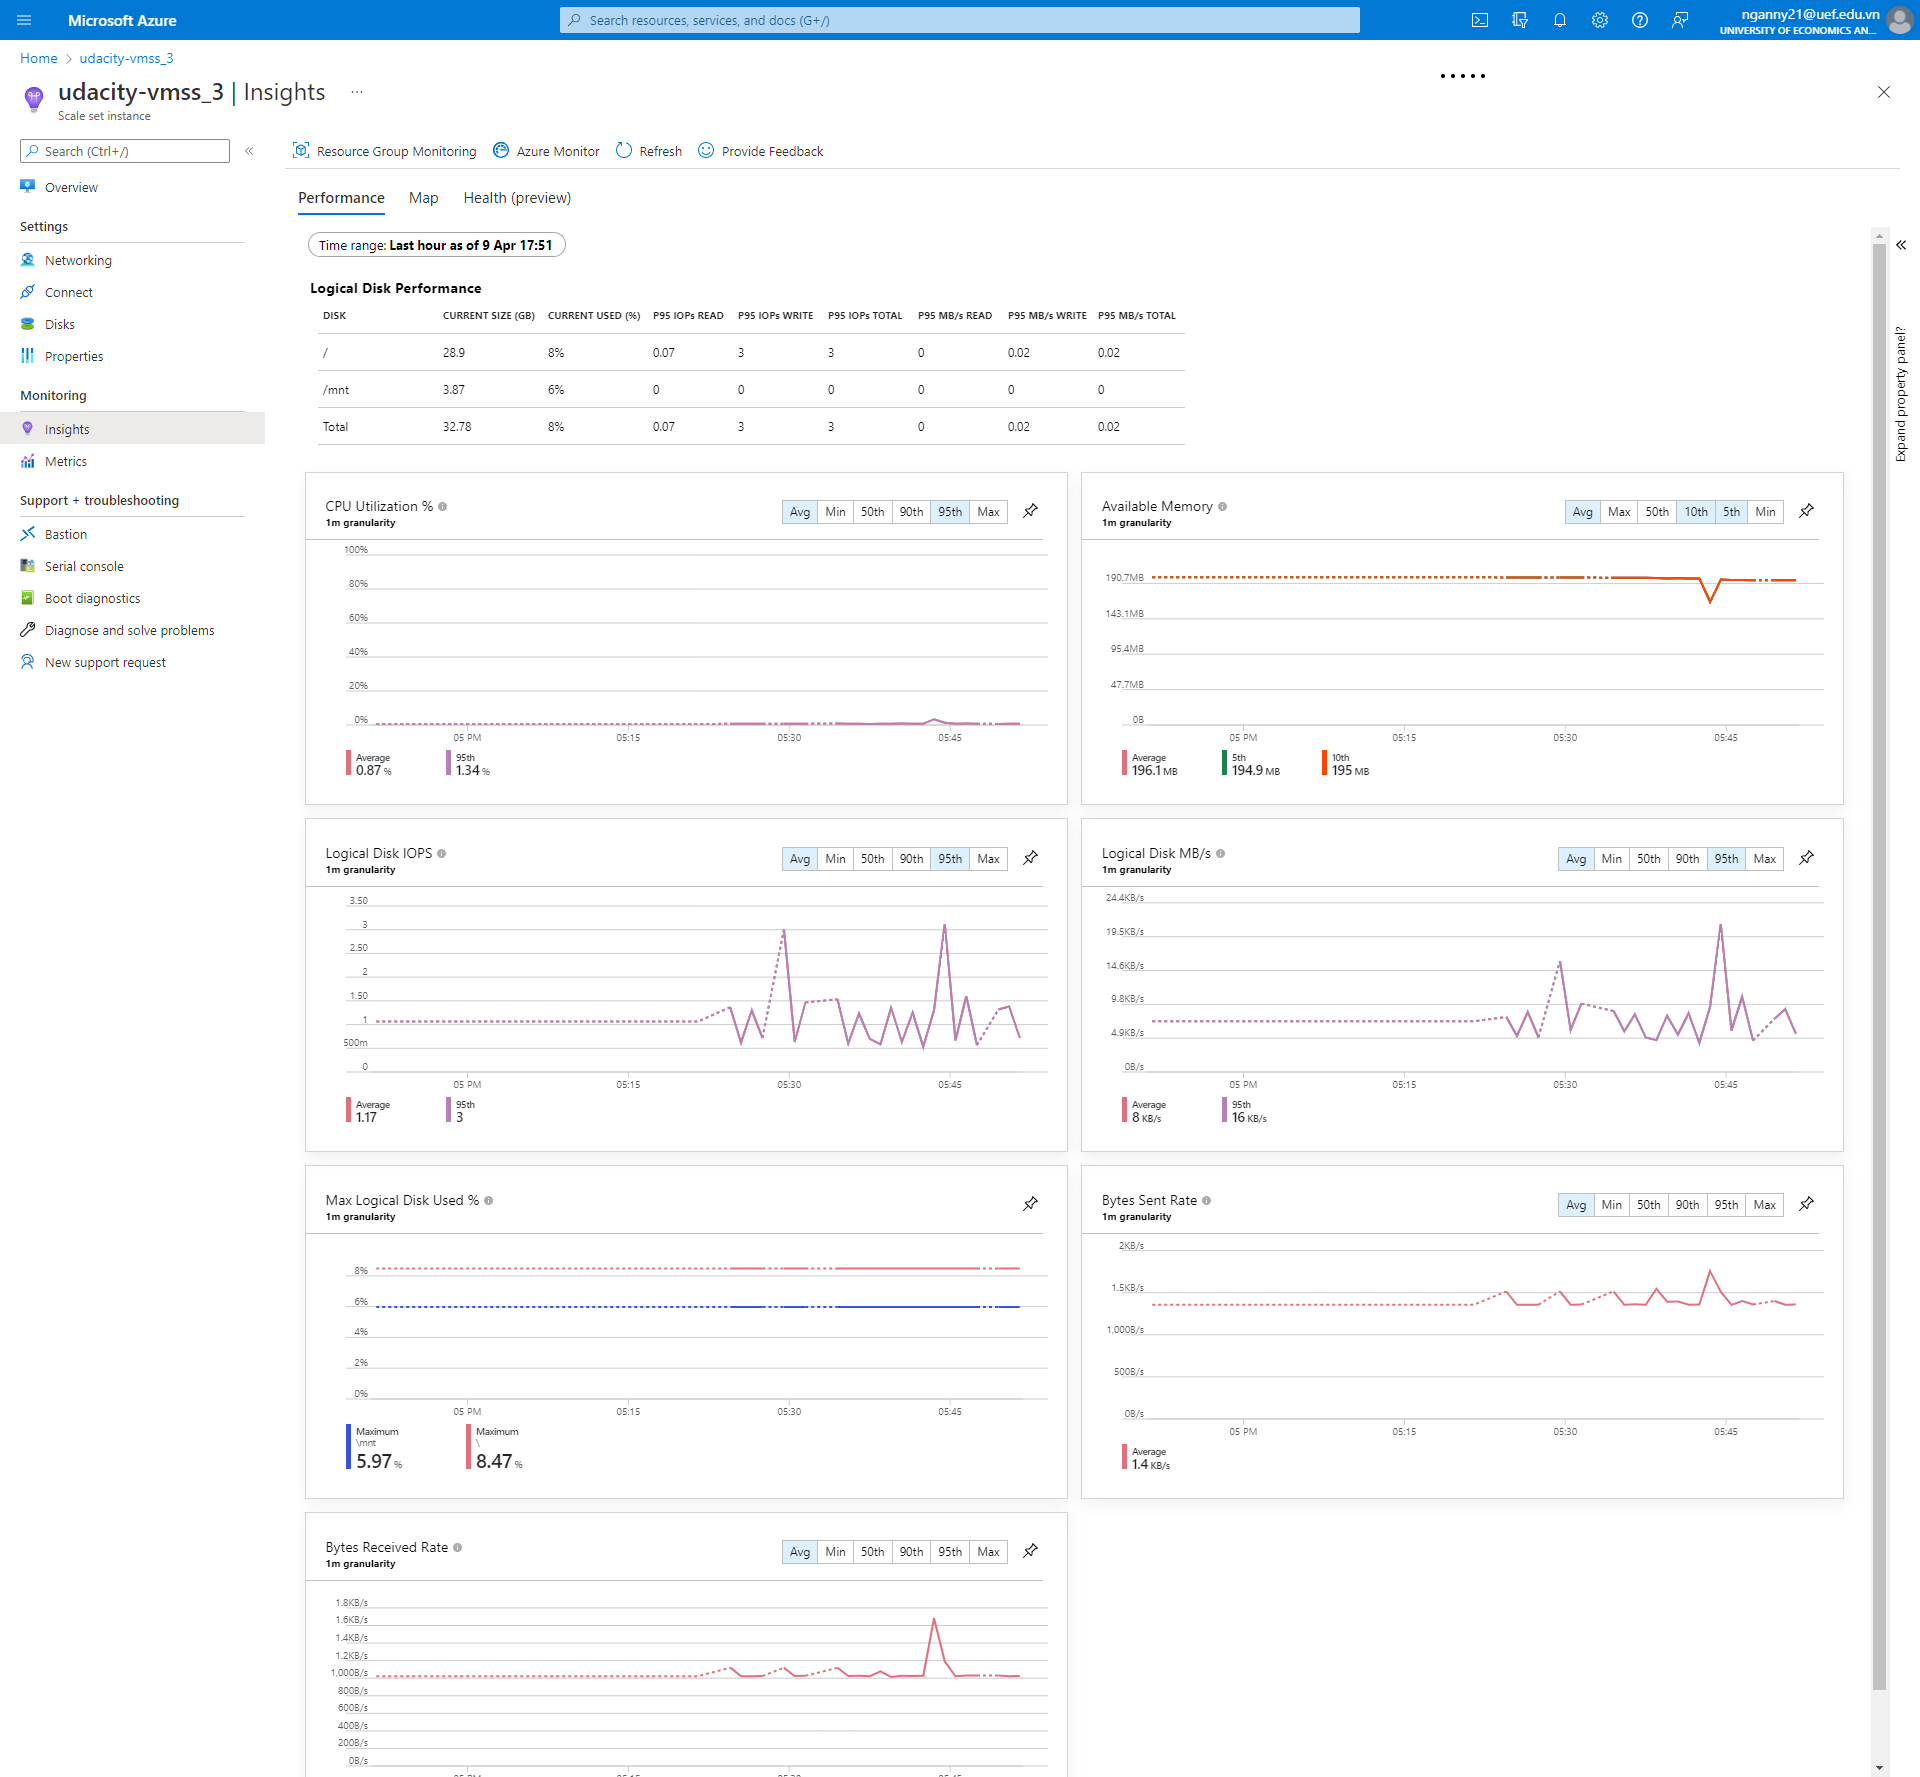 Microsoft Azure
Search resources, services, and docs (G+/)
nganny21@uef.edu.vn
UNIVERSITY OF ECONOMICS AN...
Home > udacity-vmss_3
udacity-vmss_3 | Insights ...
Scale set instance
Search (Ctrl+/)
«
Overview
Settings
Networking
Connect
Disks
Properties
Monitoring
Insights
Metrics
Support + troubleshooting
Bastion
Serial console
Boot diagnostics
Diagnose and solve problems
New support request
Resource Group Monitoring Azure Monitor Refresh Provide Feedback
Performance Map Health (preview)
Time range: Last hour as of 9 Apr 17:51
«
Expand property panel?
Logical Disk Performance
DISK CURRENT SIZE (GB) CURRENT USED (%) P95 IOPs READ P95 IOPs WRITE P95 IOPs TOTAL P95 MB/s READ P95 MB/s WRITE P95 MB/s TOTAL
/ 28.9 8% 0.07 3 3 0 0.02 0.02
/mnt 3.87 6% 0 0 0 0 0 0
Total 32.78 8% 0.07 3 3 0 0.02 0.02
CPU Utilization %
1m granularity
Avg Min 50th 90th 95th Max
100%
80%
60%
40%
20%
0%
05 PM 05:15 05:30 05:45
Average 95th
0.87 % 1.34 %
Available Memory
1m granularity
Avg Max 50th 10th 5th Min
190.7MB
143.1MB
95.4MB
47.7MB
0B
05 PM 05:15 05:30 05:45
Average 5th 10th
196.1 MB 194.9 MB 195 MB
Logical Disk IOPS
1m granularity
Avg Min 50th 90th 95th Max
3.50
3
2.50
2
1.50
1
500m
0
05 PM 05:15 05:30 05:45
Average 95th
1.17 3
Logical Disk MB/s
1m granularity
Avg Min 50th 90th 95th Max
24.4KB/s
19.5KB/s
14.6KB/s
9.8KB/s
4.9KB/s
0B/s
05 PM 05:15 05:30 05:45
Average 95th
8 KB/s 16 KB/s
Max Logical Disk Used %
1m granularity
8%
6%
4%
2%
0%
05 PM 05:15 05:30 05:45
Maximum Maximum
\mnt \
5.97 % 8.47 %
Bytes Sent Rate
1m granularity
Avg Min 50th 90th 95th Max
2KB/s
1.5KB/s
1,000B/s
500B/s
0B/s
05 PM 05:15 05:30 05:45
Average
1.4 KB/s
Bytes Received Rate
1m granularity
Avg Min 50th 90th 95th Max
1.8KB/s
1.6KB/s
1.4KB/s
1.2KB/s
1,000B/s
800B/s
600B/s
400B/s
200B/s
0B/s